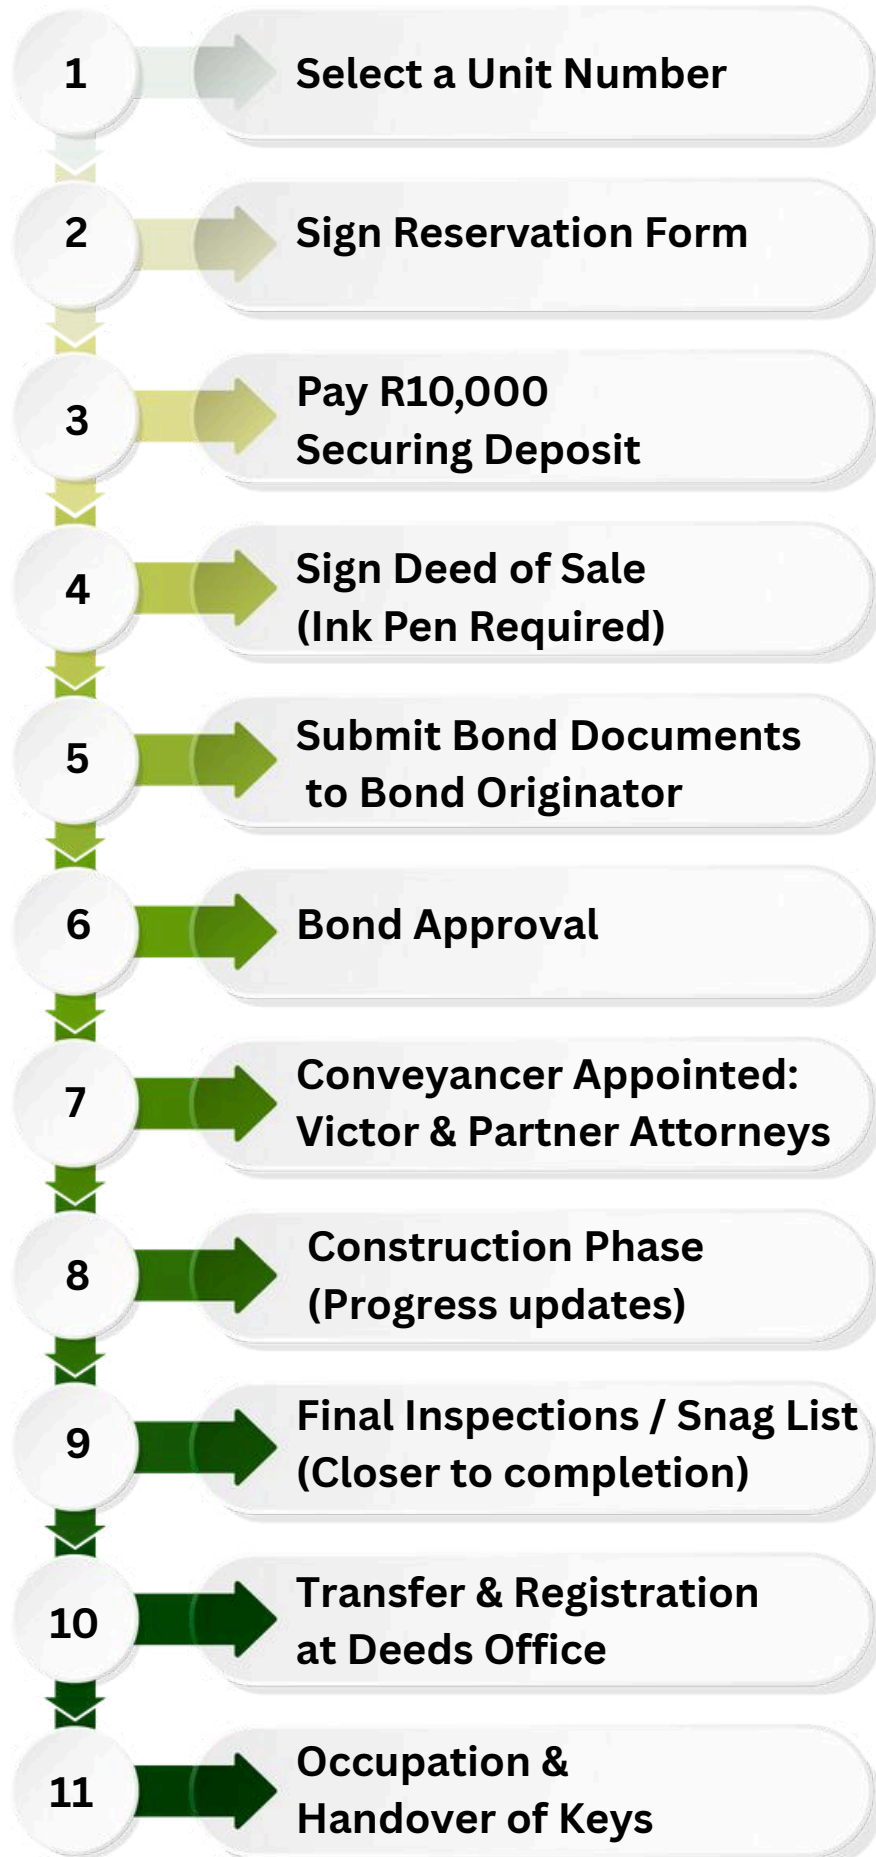 1
Select a Unit Number
2
Sign Reservation Form
3
Pay R10,000
Securing Deposit
4
Sign Deed of Sale
(Ink Pen Required)
5
Submit Bond Documents
to Bond Originator
6
Bond Approval
7
Conveyancer Appointed:
Victor & Partner Attorneys
8
Construction Phase
(Progress updates)
9
Final Inspections / Snag List
(Closer to completion)
10
Transfer & Registration
at Deeds Office
11
Occupation &
Handover of Keys